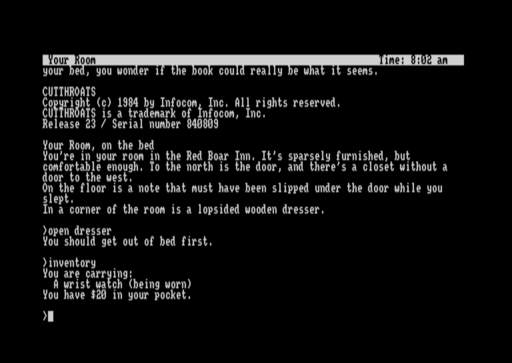 Your Room Time: 8:02 am
your bed, you wonder if the book could really be what it seems.
CUTTHROATS
Copyright (c) 1984 by Infocom, Inc. All rights reserved.
CUTTHROATS is a trademark of Infocom, Inc.
Release 23 / Serial number 840809
Your Room, on the bed
You're in your room in the Red Boar Inn. It's sparsely furnished, but
comfortable enough. To the north is the door, and there's a closet without a
door to the west.
On the floor is a note that must have been slipped under the door while you
slept.
In a corner of the room is a lopsided wooden dresser.
>open dresser
You should get out of bed first.
>inventory
You are carrying:
A wrist watch (being worn)
You have $20 in your pocket.
>